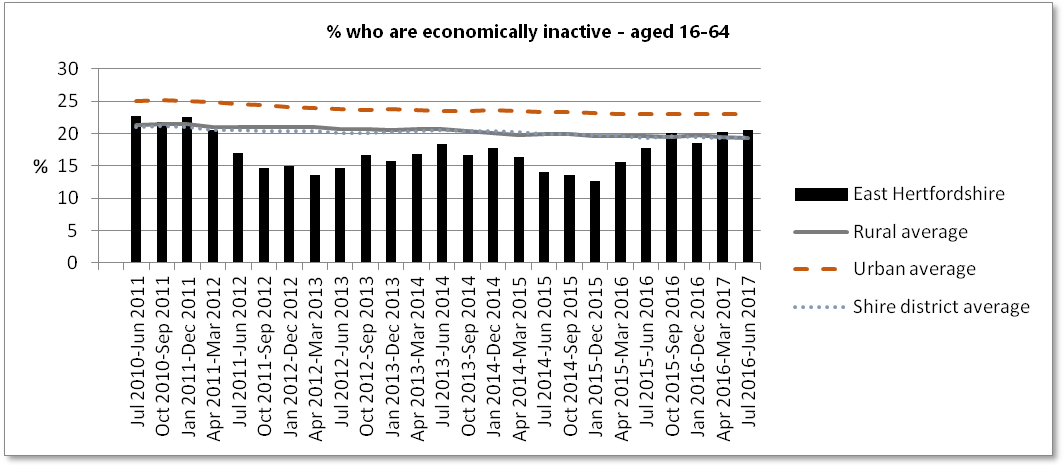 % who are economically inactive - aged 16-64
30
25
20
15
10
5
0
%
Jul 2010-Jun 2011
Oct 2010-Sep 2011
Jan 2011-Dec 2011
Apr 2011-Mar 2012
Jul 2011-Jun 2012
Oct 2011-Sep 2012
Jan 2012-Dec 2012
Apr 2012-Mar 2013
Jul 2012-Jun 2013
Oct 2012-Sep 2013
Jan 2013-Dec 2013
Apr 2013-Mar 2014
Jul 2013-Jun 2014
Oct 2013-Sep 2014
Jan 2014-Dec 2014
Apr 2014-Mar 2015
Jul 2014-Jun 2015
Oct 2014-Sep 2015
Jan 2015-Dec 2015
Apr 2015-Mar 2016
Jul 2015-Jun 2016
Oct 2015-Sep 2016
Jan 2016-Dec 2016
Apr 2016-Mar 2017
Jul 2016-Jun 2017
East Hertfordshire
Rural average
Urban average
Shire district average